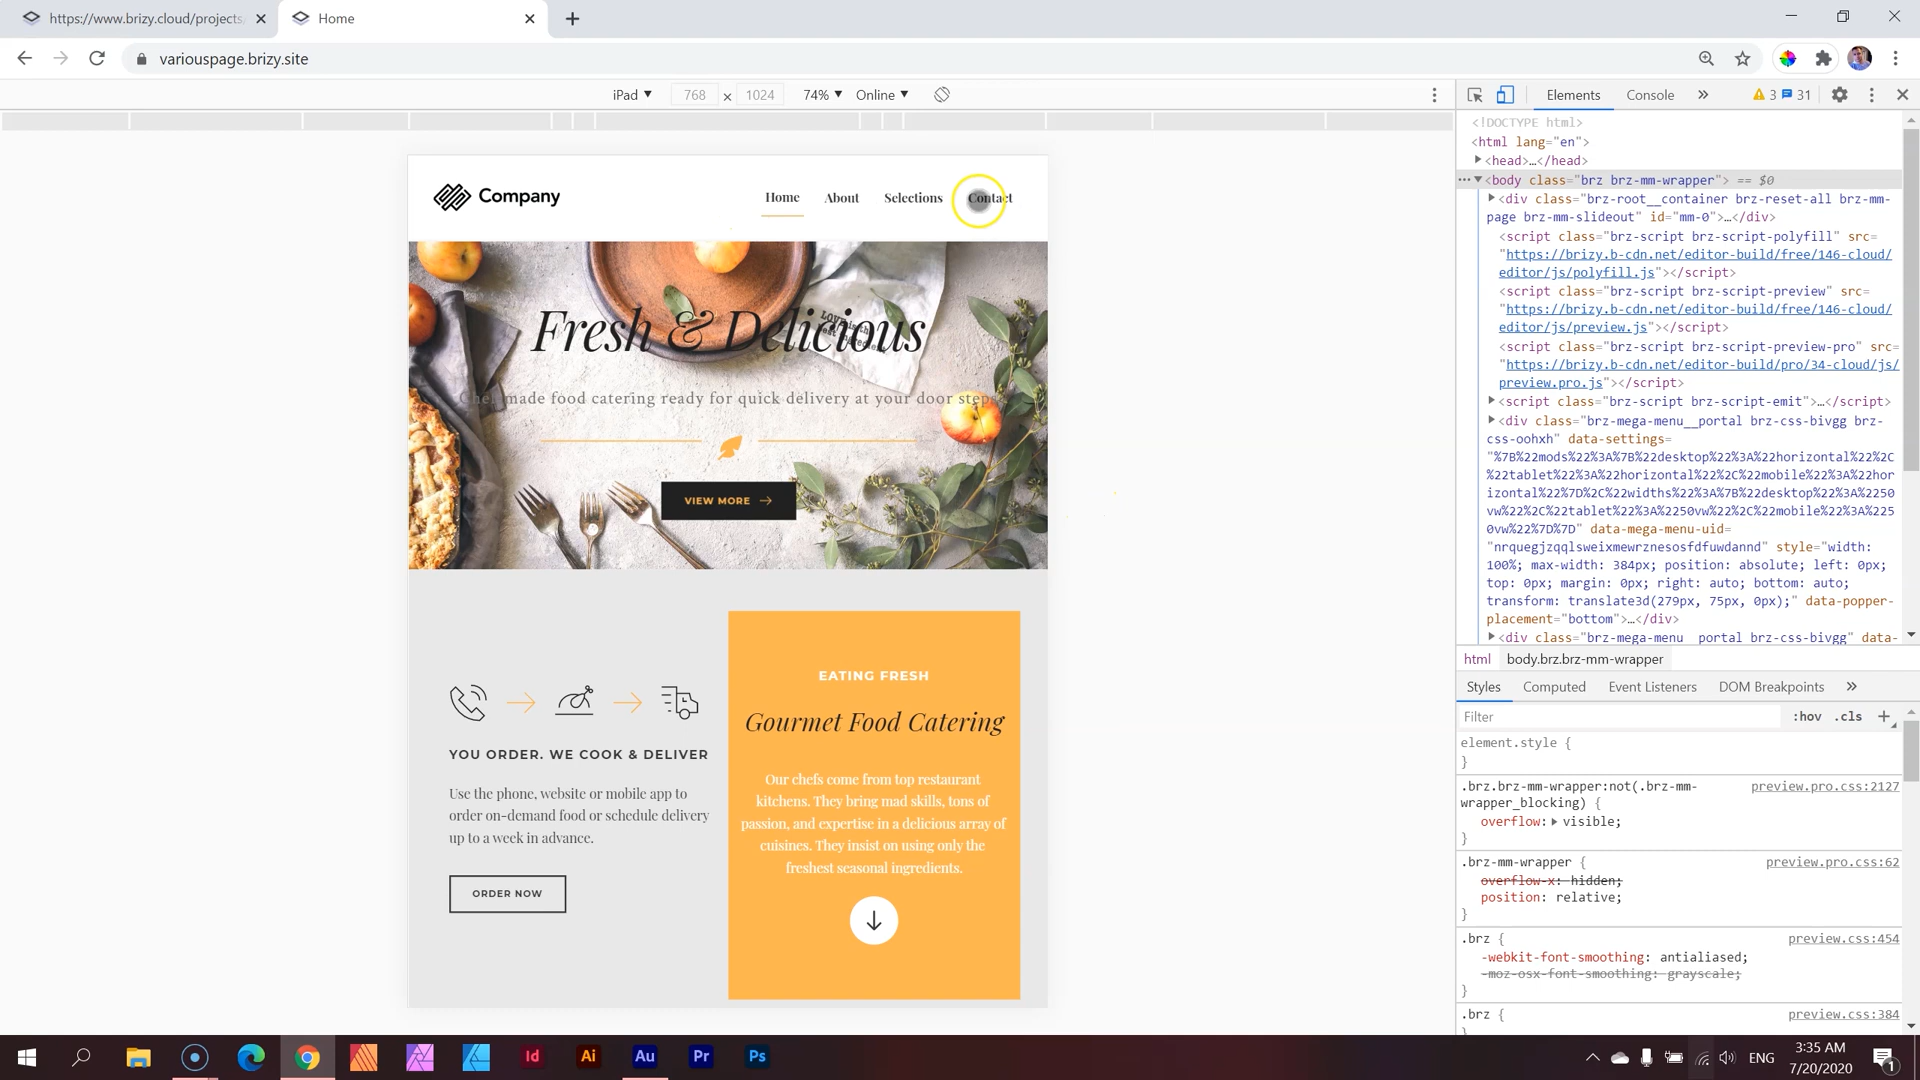 https://www.brizy.cloud/projects
Home
variouspage.brizy.site
iPad ▼ 768 × 1024 74% ▼ Online ▼
Elements Console » 3 31
Company
Home About Selections Contact
Fresh & Delicious
Chef made food catering ready for quick delivery at your door steps
VIEW MORE
YOU ORDER. WE COOK & DELIVER
Use the phone, website or mobile app to
order on-demand food or schedule delivery
up to a week in advance.
ORDER NOW
EATING FRESH
Gourmet Food Catering
Our chefs come from top restaurant
kitchens. They bring mad skills, tons of
passion, and expertise in a delicious array of
cuisines. They insist on using only the
freshest seasonal ingredients.
<!DOCTYPE html>
<html lang="en">
<head>…</head>
<body class="brz brz-mm-wrapper"> == $0
<div class="brz-root__container brz-reset-all brz-mm-
page brz-mm-slideout" id="mm-0">…</div>
<script class="brz-script brz-script-polyfill" src=
"https://brizy.b-cdn.net/editor-build/free/146-cloud/
editor/js/polyfill.js"></script>
<script class="brz-script brz-script-preview" src=
"https://brizy.b-cdn.net/editor-build/free/146-cloud/
editor/js/preview.js"></script>
<script class="brz-script brz-script-preview-pro" src=
"https://brizy.b-cdn.net/editor-build/pro/34-cloud/js/
preview.pro.js"></script>
<script class="brz-script brz-script-emit">…</script>
<div class="brz-mega-menu__portal brz-css-bivgg brz-
css-oohxh" data-settings=
"%7B%22mods%22%3A%7B%22desktop%22%3A%22horizontal%22%2C
%22tablet%22%3A%22horizontal%22%2C%22mobile%22%3A%22hor
izontal%22%7D%2C%22widths%22%3A%7B%22desktop%22%3A%2250
vw%22%2C%22tablet%22%3A%2250vw%22%2C%22mobile%22%3A%225
0vw%22%7D%7D" data-mega-menu-uid=
"nrquegjzqqlsweixmewrznesosfdfuwdannd" style="width:
100%; max-width: 384px; position: absolute; left: 0px;
top: 0px; margin: 0px; right: auto; bottom: auto;
transform: translate3d(279px, 75px, 0px);" data-popper-
placement="bottom">…</div>
<div class="brz-mega-menu__portal brz-css-bivgg" data-
html body.brz.brz-mm-wrapper
Styles Computed Event Listeners DOM Breakpoints »
Filter :hov .cls +
element.style {
}
.brz.brz-mm-wrapper:not(.brz-mm- preview.pro.css:2127
wrapper_blocking) {
overflow: visible;
}
.brz-mm-wrapper { preview.pro.css:62
overflow-x: hidden;
position: relative;
}
.brz { preview.css:454
-webkit-font-smoothing: antialiased;
-moz-osx-font-smoothing: grayscale;
}
.brz { preview.css:384
Id Ai Au Pr Ps
ENG
3:35 AM
7/20/2020
1